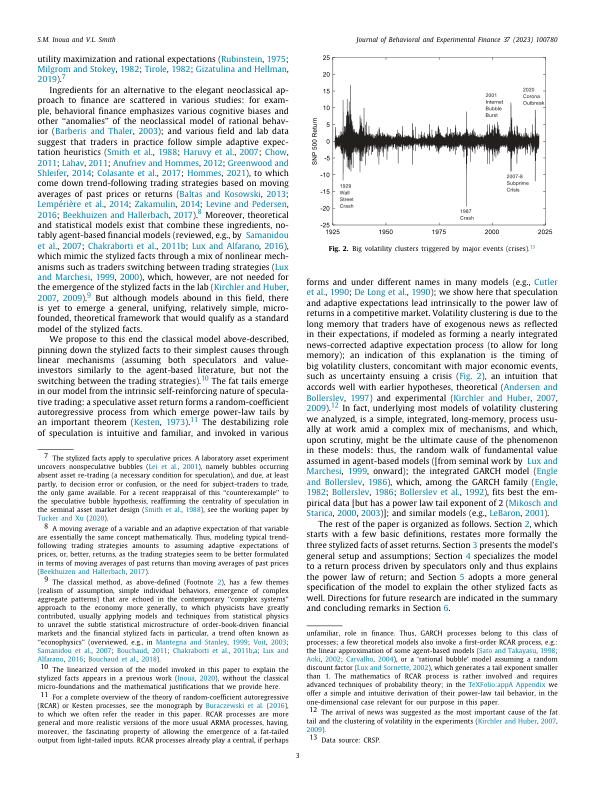 S.M. Inoua and V.L. Smith
Journal of Behavioral and Experimental Finance 37 (2023) 100780
utility maximization and rational expectations (Rubinstein, 1975;
Milgrom and Stokey, 1982; Tirole, 1982; Gizatulina and Hellman,
2019).7
Ingredients for an alternative to the elegant neoclassical ap-
proach to finance are scattered in various studies: for exam-
ple, behavioral finance emphasizes various cognitive biases and
other “anomalies” of the neoclassical model of rational behav-
ior (Barberis and Thaler, 2003); and various field and lab data
suggest that traders in practice follow simple adaptive expec-
tation heuristics (Smith et al., 1988; Haruvy et al., 2007; Chow,
2011; Lahav, 2011; Anufriev and Hommes, 2012; Greenwood and
Shleifer, 2014; Colasante et al., 2017; Hommes, 2021), to which
come down trend-following trading strategies based on moving
averages of past prices or returns (Baltas and Kosowski, 2013;
Lempérière et al., 2014; Zakamulin, 2014; Levine and Pedersen,
2016; Beekhuizen and Hallerbach, 2017).8 Moreover, theoretical
and statistical models exist that combine these ingredients, no-
tably agent-based financial models (reviewed, e.g., by Samanidou
et al., 2007; Chakraborti et al., 2011b; Lux and Alfarano, 2016),
which mimic the stylized facts through a mix of nonlinear mech-
anisms such as traders switching between trading strategies (Lux
and Marchesi, 1999, 2000), which, however, are not needed for
the emergence of the stylized facts in the lab (Kirchler and Huber,
2007, 2009).9 But although models abound in this field, there
is yet to emerge a general, unifying, relatively simple, micro-
founded, theoretical framework that would qualify as a standard
model of the stylized facts.
We propose to this end the classical model above-described,
pinning down the stylized facts to their simplest causes through
linear mechanisms (assuming both speculators and value-
investors similarly to the agent-based literature, but not the
switching between the trading strategies).10 The fat tails emerge
in our model from the intrinsic self-reinforcing nature of specula-
tive trading: a speculative asset return forms a random-coefficient
autoregressive process from which emerge power-law tails by
an important theorem (Kesten, 1973).11 The destabilizing role
of speculation is intuitive and familiar, and invoked in various
7 The stylized facts apply to speculative prices. A laboratory asset experiment
uncovers nonspeculative bubbles (Lei et al., 2001), namely bubbles occurring
absent asset re-trading (a necessary condition for speculation), and due, at least
partly, to decision error or confusion, or the need for subject-traders to trade,
the only game available. For a recent reappraisal of this “counterexample” to
the speculative bubble hypothesis, reaffirming the centrality of speculation in
the seminal asset market design (Smith et al., 1988), see the working paper by
Tucker and Xu (2020).
8 A moving average of a variable and an adaptive expectation of that variable
are essentially the same concept mathematically. Thus, modeling typical trend-
following trading strategies amounts to assuming adaptive expectations of
prices, or, better, returns, as the trading strategies seem to be better formulated
in terms of moving averages of past returns than moving averages of past prices
(Beekhuizen and Hallerbach, 2017).
9 The classical method, as above-defined (Footnote 2), has a few themes
(realism of assumption, simple individual behaviors, emergence of complex
aggregate patterns) that are echoed in the contemporary “complex systems”
approach to the economy more generally, to which physicists have greatly
contributed, usually applying models and techniques from statistical physics
to unravel the subtle statistical microstructure of order-book-driven financial
markets and the financial stylized facts in particular, a trend often known as
“econophysics” (overviewed, e.g., in Mantegna and Stanley, 1999; Voit, 2003;
Samanidou et al., 2007; Bouchaud, 2011; Chakraborti et al., 2011b,a; Lux and
Alfarano, 2016; Bouchaud et al., 2018).
10 The linearized version of the model invoked in this paper to explain the
stylized facts appears in a previous work (Inoua, 2020), without the classical
micro-foundations and the mathematical justifications that we provide here.
11 For a complete overview of the theory of random-coefficient autoregressive
(RCAR) or Kesten processes, see the monograph by Buraczewski et al. (2016),
to which we often refer the reader in this paper. RCAR processes are more
general and more realistic versions of the more usual ARMA processes, having,
moreover, the fascinating property of allowing the emergence of a fat-tailed
output from light-tailed inputs. RCAR processes already play a central, if perhaps
25
20
15
10
5
0
-5
-10
-15
-20
-25
SNP 500 Return
1925
1950
1975
2000
2025
1929
Wall
Street
Crash
1987
Crash
2001
Internet
Bubble
Burst
2007-8
Subprime
Crisis
2020
Corona
Outbreak
Fig. 2. Big volatility clusters triggered by major events (crises).13
forms and under different names in many models (e.g., Cutler
et al., 1990; De Long et al., 1990); we show here that speculation
and adaptive expectations lead intrinsically to the power law of
returns in a competitive market. Volatility clustering is due to the
long memory that traders have of exogenous news as reflected
in their expectations, if modeled as forming a nearly integrated
news-corrected adaptive expectation process (to allow for long
memory); an indication of this explanation is the timing of
big volatility clusters, concomitant with major economic events,
such as uncertainty ensuing a crisis (Fig. 2), an intuition that
accords well with earlier hypotheses, theoretical (Andersen and
Bollerslev, 1997) and experimental (Kirchler and Huber, 2007,
2009).12 In fact, underlying most models of volatility clustering
we analyzed, is a simple, integrated, long-memory, process usu-
ally at work amid a complex mix of mechanisms, and which,
upon scrutiny, might be the ultimate cause of the phenomenon
in these models: thus, the random walk of fundamental value
assumed in agent-based models ([from seminal work by Lux and
Marchesi, 1999, onward]; the integrated GARCH model (Engle
and Bollerslev, 1986), which, among the GARCH family (Engle,
1982; Bollerslev, 1986; Bollerslev et al., 1992), fits best the em-
pirical data [but has a power law tail exponent of 2 (Mikosch and
Starica, 2000, 2003)]; and similar models (e.g., LeBaron, 2001).
The rest of the paper is organized as follows. Section 2, which
starts with a few basic definitions, restates more formally the
three stylized facts of asset returns. Section 3 presents the model’s
general setup and assumptions; Section 4 specializes the model
to a return process driven by speculators only and thus explains
the power law of return; and Section 5 adopts a more general
specification of the model to explain the other stylized facts as
well. Directions for future research are indicated in the summary
and concluding remarks in Section 6.
unfamiliar, role in finance. Thus, GARCH processes belong to this class of
processes; a few theoretical models also invoke a first-order RCAR process, e.g.:
the linear approximation of some agent-based models (Sato and Takayasu, 1998;
Aoki, 2002; Carvalho, 2004), or a ‘rational bubble’ model assuming a random
discount factor (Lux and Sornette, 2002), which generates a tail exponent smaller
than 1. The mathematics of RCAR process is rather involved and requires
advanced techniques of probability theory; in the TeXFolio:appA Appendix we
offer a simple and intuitive derivation of their power-law tail behavior, in the
one-dimensional case relevant for our purpose in this paper.
12 The arrival of news was suggested as the most important cause of the fat
tail and the clustering of volatility in the experiments (Kirchler and Huber, 2007,
2009).
13 Data source: CRSP.
3